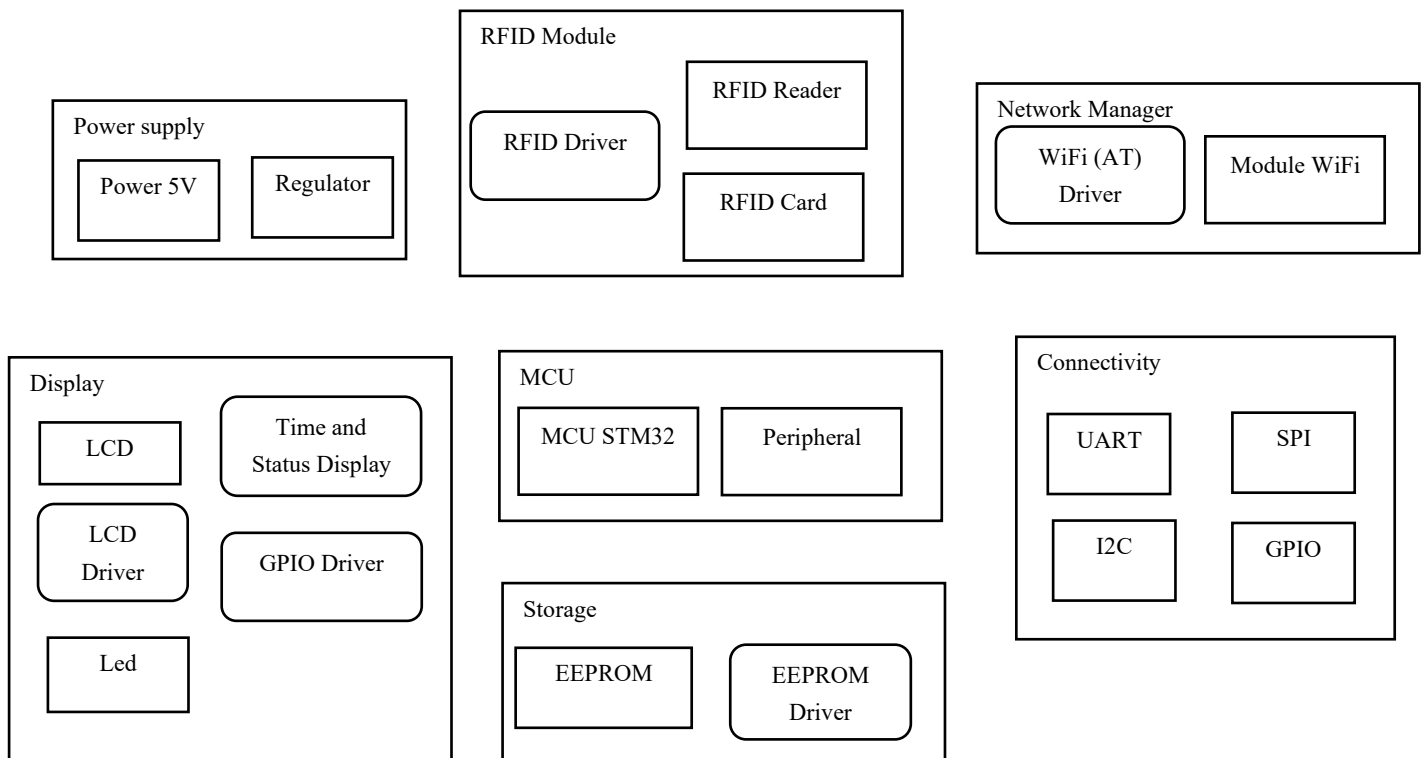 RFID Module
RFID Reader
RFID Driver
RFID Card
Power supply
Power 5V
Regulator
Network Manager
WiFi (AT)
Driver
Module WiFi
Display
LCD
Time and
Status Display
LCD
Driver
GPIO Driver
Led
MCU
MCU STM32
Peripheral
Storage
EEPROM
EEPROM
Driver
Connectivity
UART
SPI
I2C
GPIO